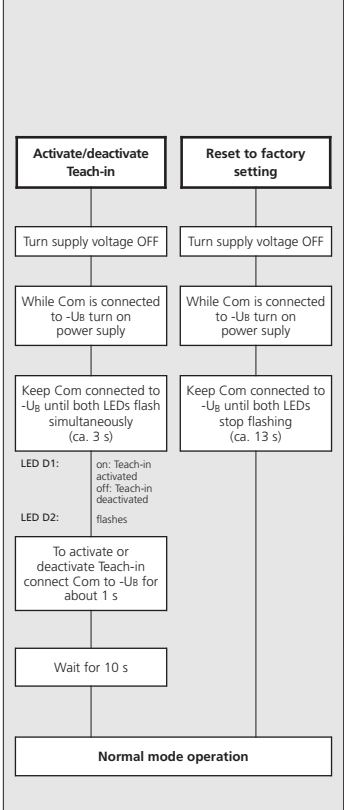 Activate/deactivate
Teach-in
Turn supply voltage OFF
While Com is connected
to -UB turn on
power suply
Keep Com connected to
-UB until both LEDs flash
simultaneously
(ca. 3 s)
LED D1: on: Teach-in
activated
off: Teach-in
deactivated
LED D2: flashes
To activate or
deactivate Teach-in
connect Com to -UB for
about 1 s
Wait for 10 s
Reset to factory
setting
Turn supply voltage OFF
While Com is connected
to -UB turn on
power suply
Keep Com connected to
-UB until both LEDs
stop flashing
(ca. 13 s)
Normal mode operation